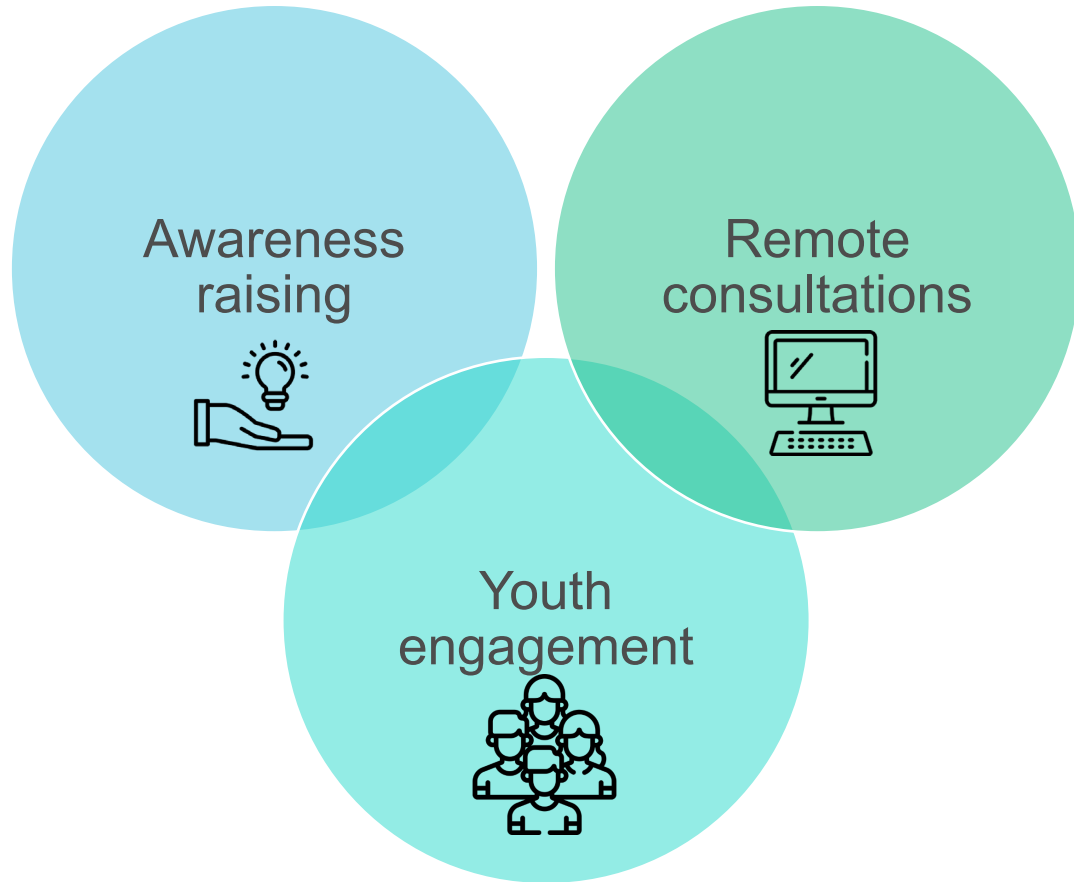 Awareness
raising
Remote
consultations
Youth
engagement